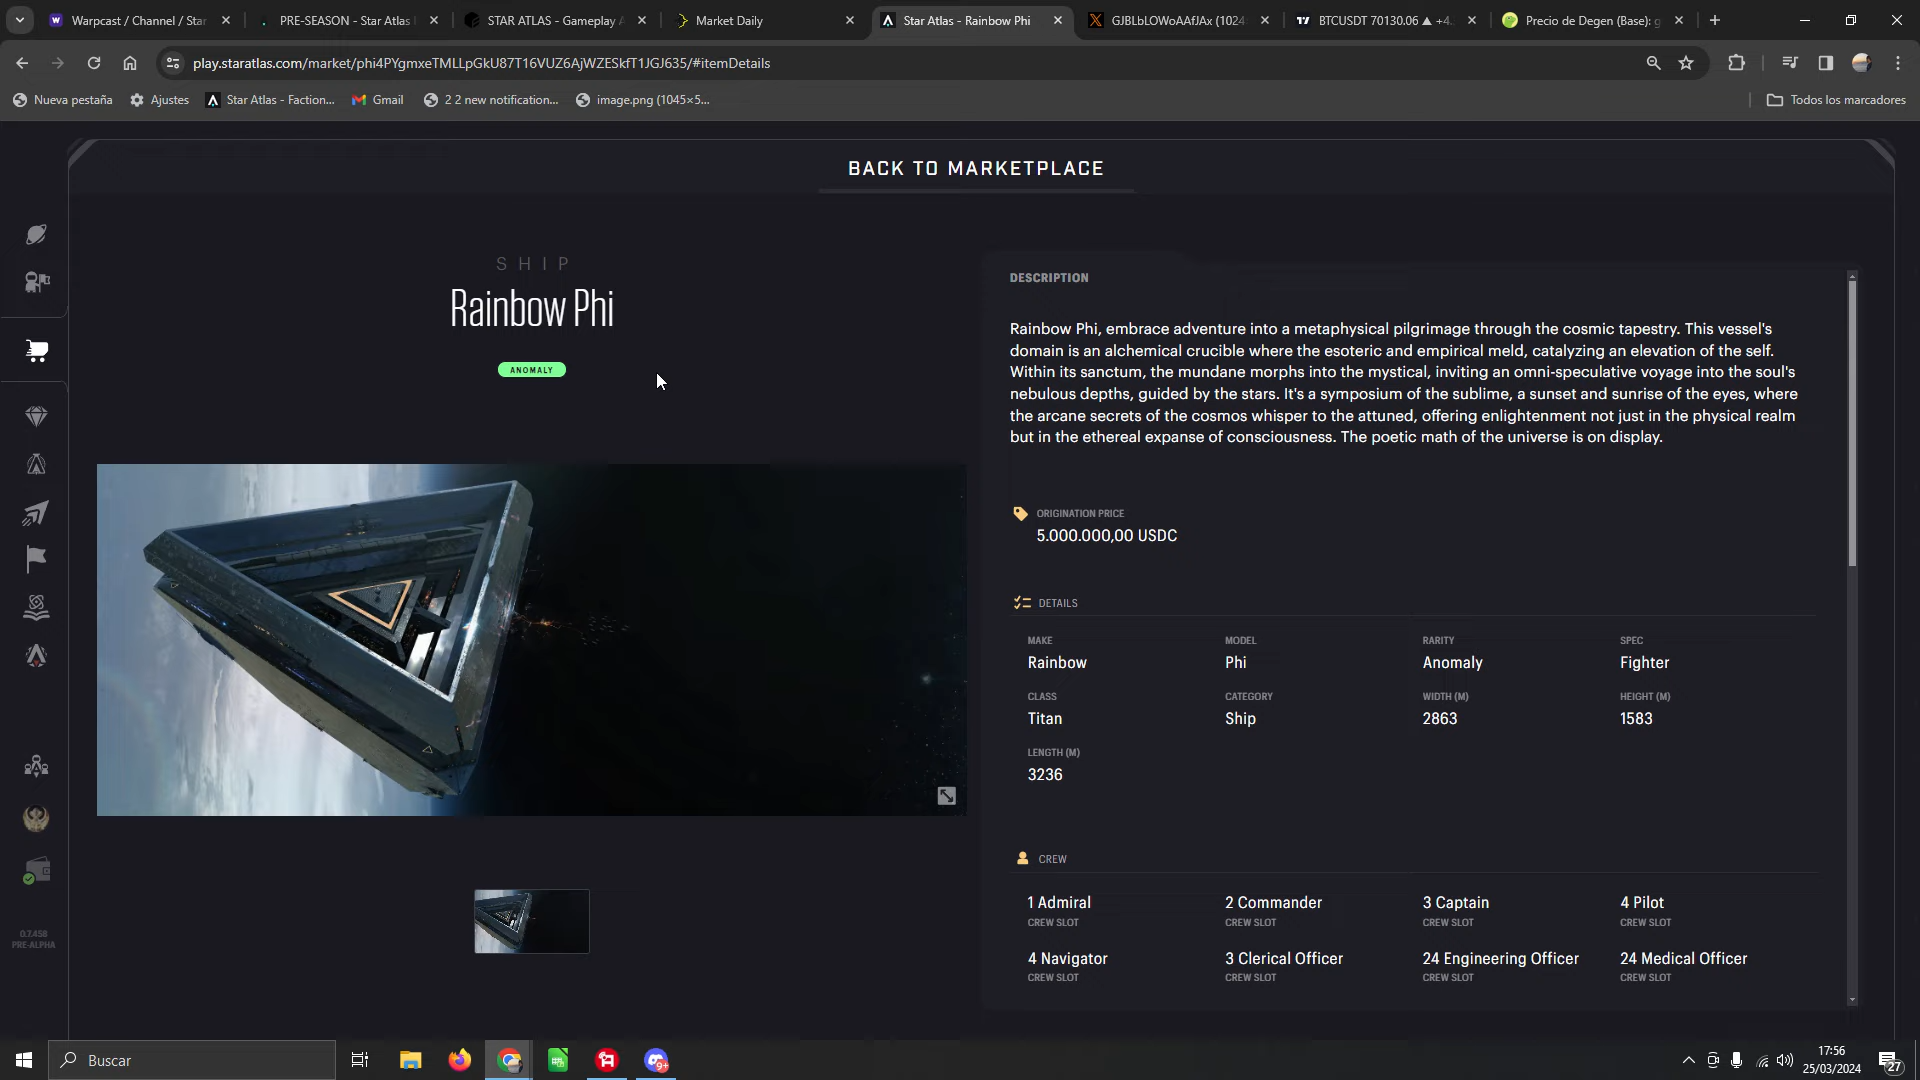 Warpcast / Channel / Star
PRE-SEASON - Star Atlas
STAR ATLAS - Gameplay
Market Daily
Star Atlas - Rainbow Phi
GJBLbLOWoAAfJAx (1024
BTCUSDT 70130.06 ▲ +4.
Precio de Degen (Base): g
play.staratlas.com/market/phi4PYgmxeTMLLpGkU87T16VUZ6AjWZESkfT1JGJ635/#itemDetails
Nueva pestaña
Ajustes
Star Atlas - Faction...
Gmail
2 2 new notification...
image.png (1045×5...
Todos los marcadores
BACK TO MARKETPLACE
SHIP
Rainbow Phi
ANOMALY
DESCRIPTION
Rainbow Phi, embrace adventure into a metaphysical pilgrimage through the cosmic tapestry. This vessel's
domain is an alchemical crucible where the esoteric and empirical meld, catalyzing an elevation of the self.
Within its sanctum, the mundane morphs into the mystical, inviting an omni-speculative voyage into the soul's
nebulous depths, guided by the stars. It's a symposium of the sublime, a sunset and sunrise of the eyes, where
the arcane secrets of the cosmos whisper to the attuned, offering enlightenment not just in the physical realm
but in the ethereal expanse of consciousness. The poetic math of the universe is on display.
ORIGINATION PRICE
5.000.000,00 USDC
DETAILS
MAKE MODEL RARITY SPEC
Rainbow Phi Anomaly Fighter
CLASS CATEGORY WIDTH (M) HEIGHT (M)
Titan Ship 2863 1583
LENGTH (M)
3236
CREW
1 Admiral 2 Commander 3 Captain 4 Pilot
CREW SLOT CREW SLOT CREW SLOT CREW SLOT
4 Navigator 3 Clerical Officer 24 Engineering Officer 24 Medical Officer
CREW SLOT CREW SLOT CREW SLOT CREW SLOT
0.7.458
PRE-ALPHA
Buscar
9+
17:56
25/03/2024
27